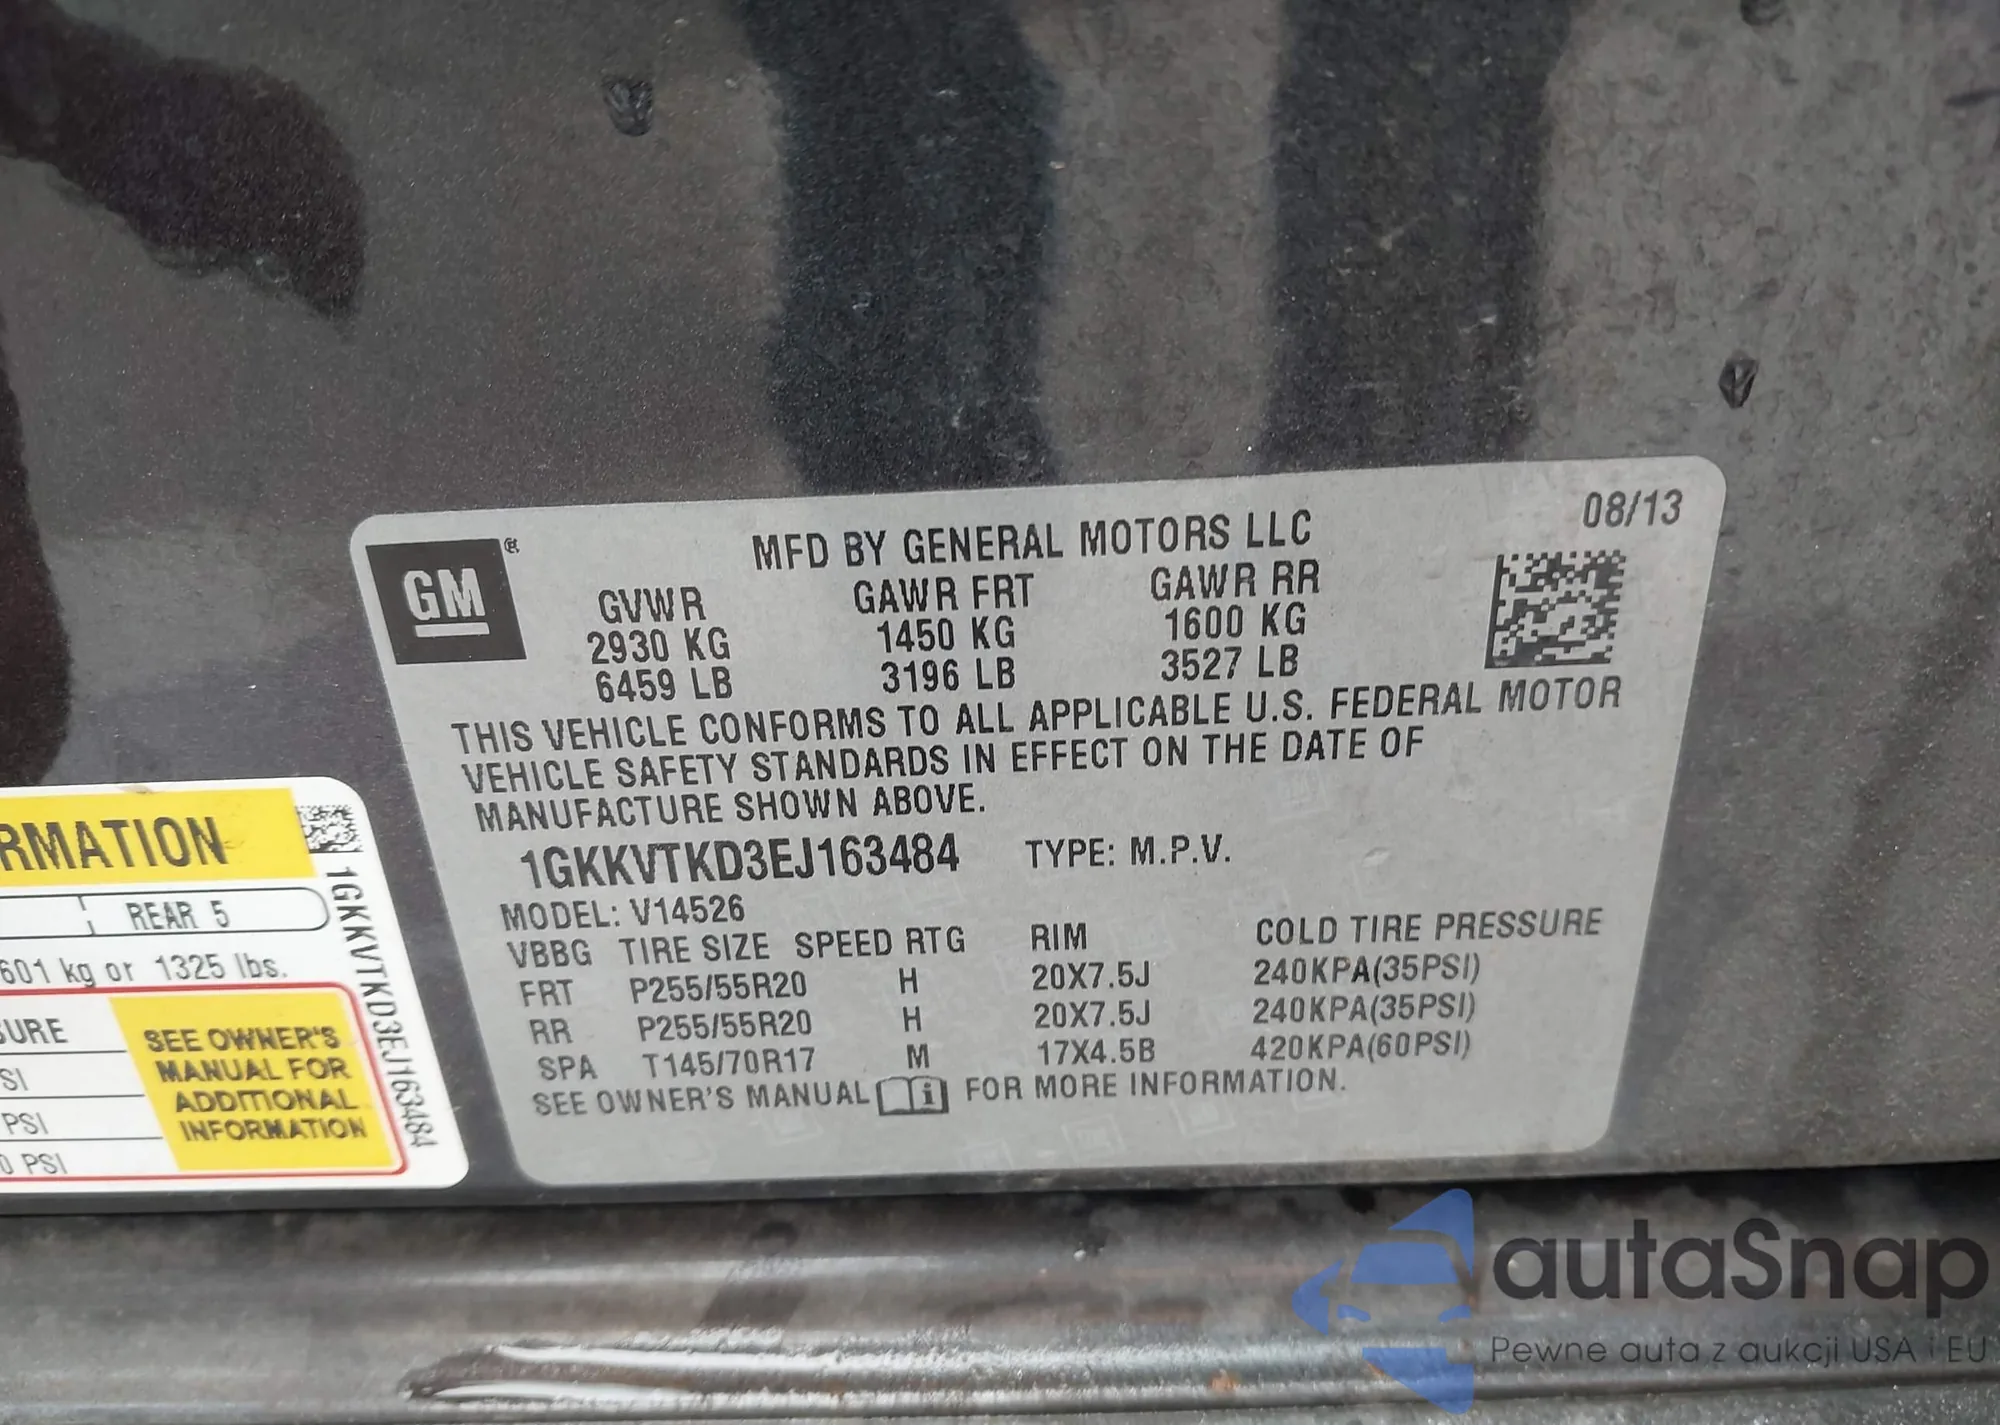 08/13
MFD BY GENERAL MOTORS LLC
GM ®
GVWR GAWR FRT GAWR RR
2930 KG 1450 KG 1600 KG
6459 LB 3196 LB 3527 LB
THIS VEHICLE CONFORMS TO ALL APPLICABLE U.S. FEDERAL MOTOR
VEHICLE SAFETY STANDARDS IN EFFECT ON THE DATE OF
MANUFACTURE SHOWN ABOVE.
1GKKVTKD3EJ163484 TYPE: M.P.V.
MODEL: V14526
VBBG TIRE SIZE SPEED RTG RIM COLD TIRE PRESSURE
FRT P255/55R20 H 20X7.5J 240KPA(35PSI)
RR P255/55R20 H 20X7.5J 240KPA(35PSI)
SPA T145/70R17 M 17X4.5B 420KPA(60PSI)
SEE OWNER'S MANUAL i FOR MORE INFORMATION.
RMATION
REAR 5
601 kg or 1325 lbs.
SURE
SI
PSI
0 PSI
SEE OWNER'S
MANUAL FOR
ADDITIONAL
INFORMATION
1GKKVTKD3EJ163484
autaSnap
Pewne auta z aukcji USA i EU